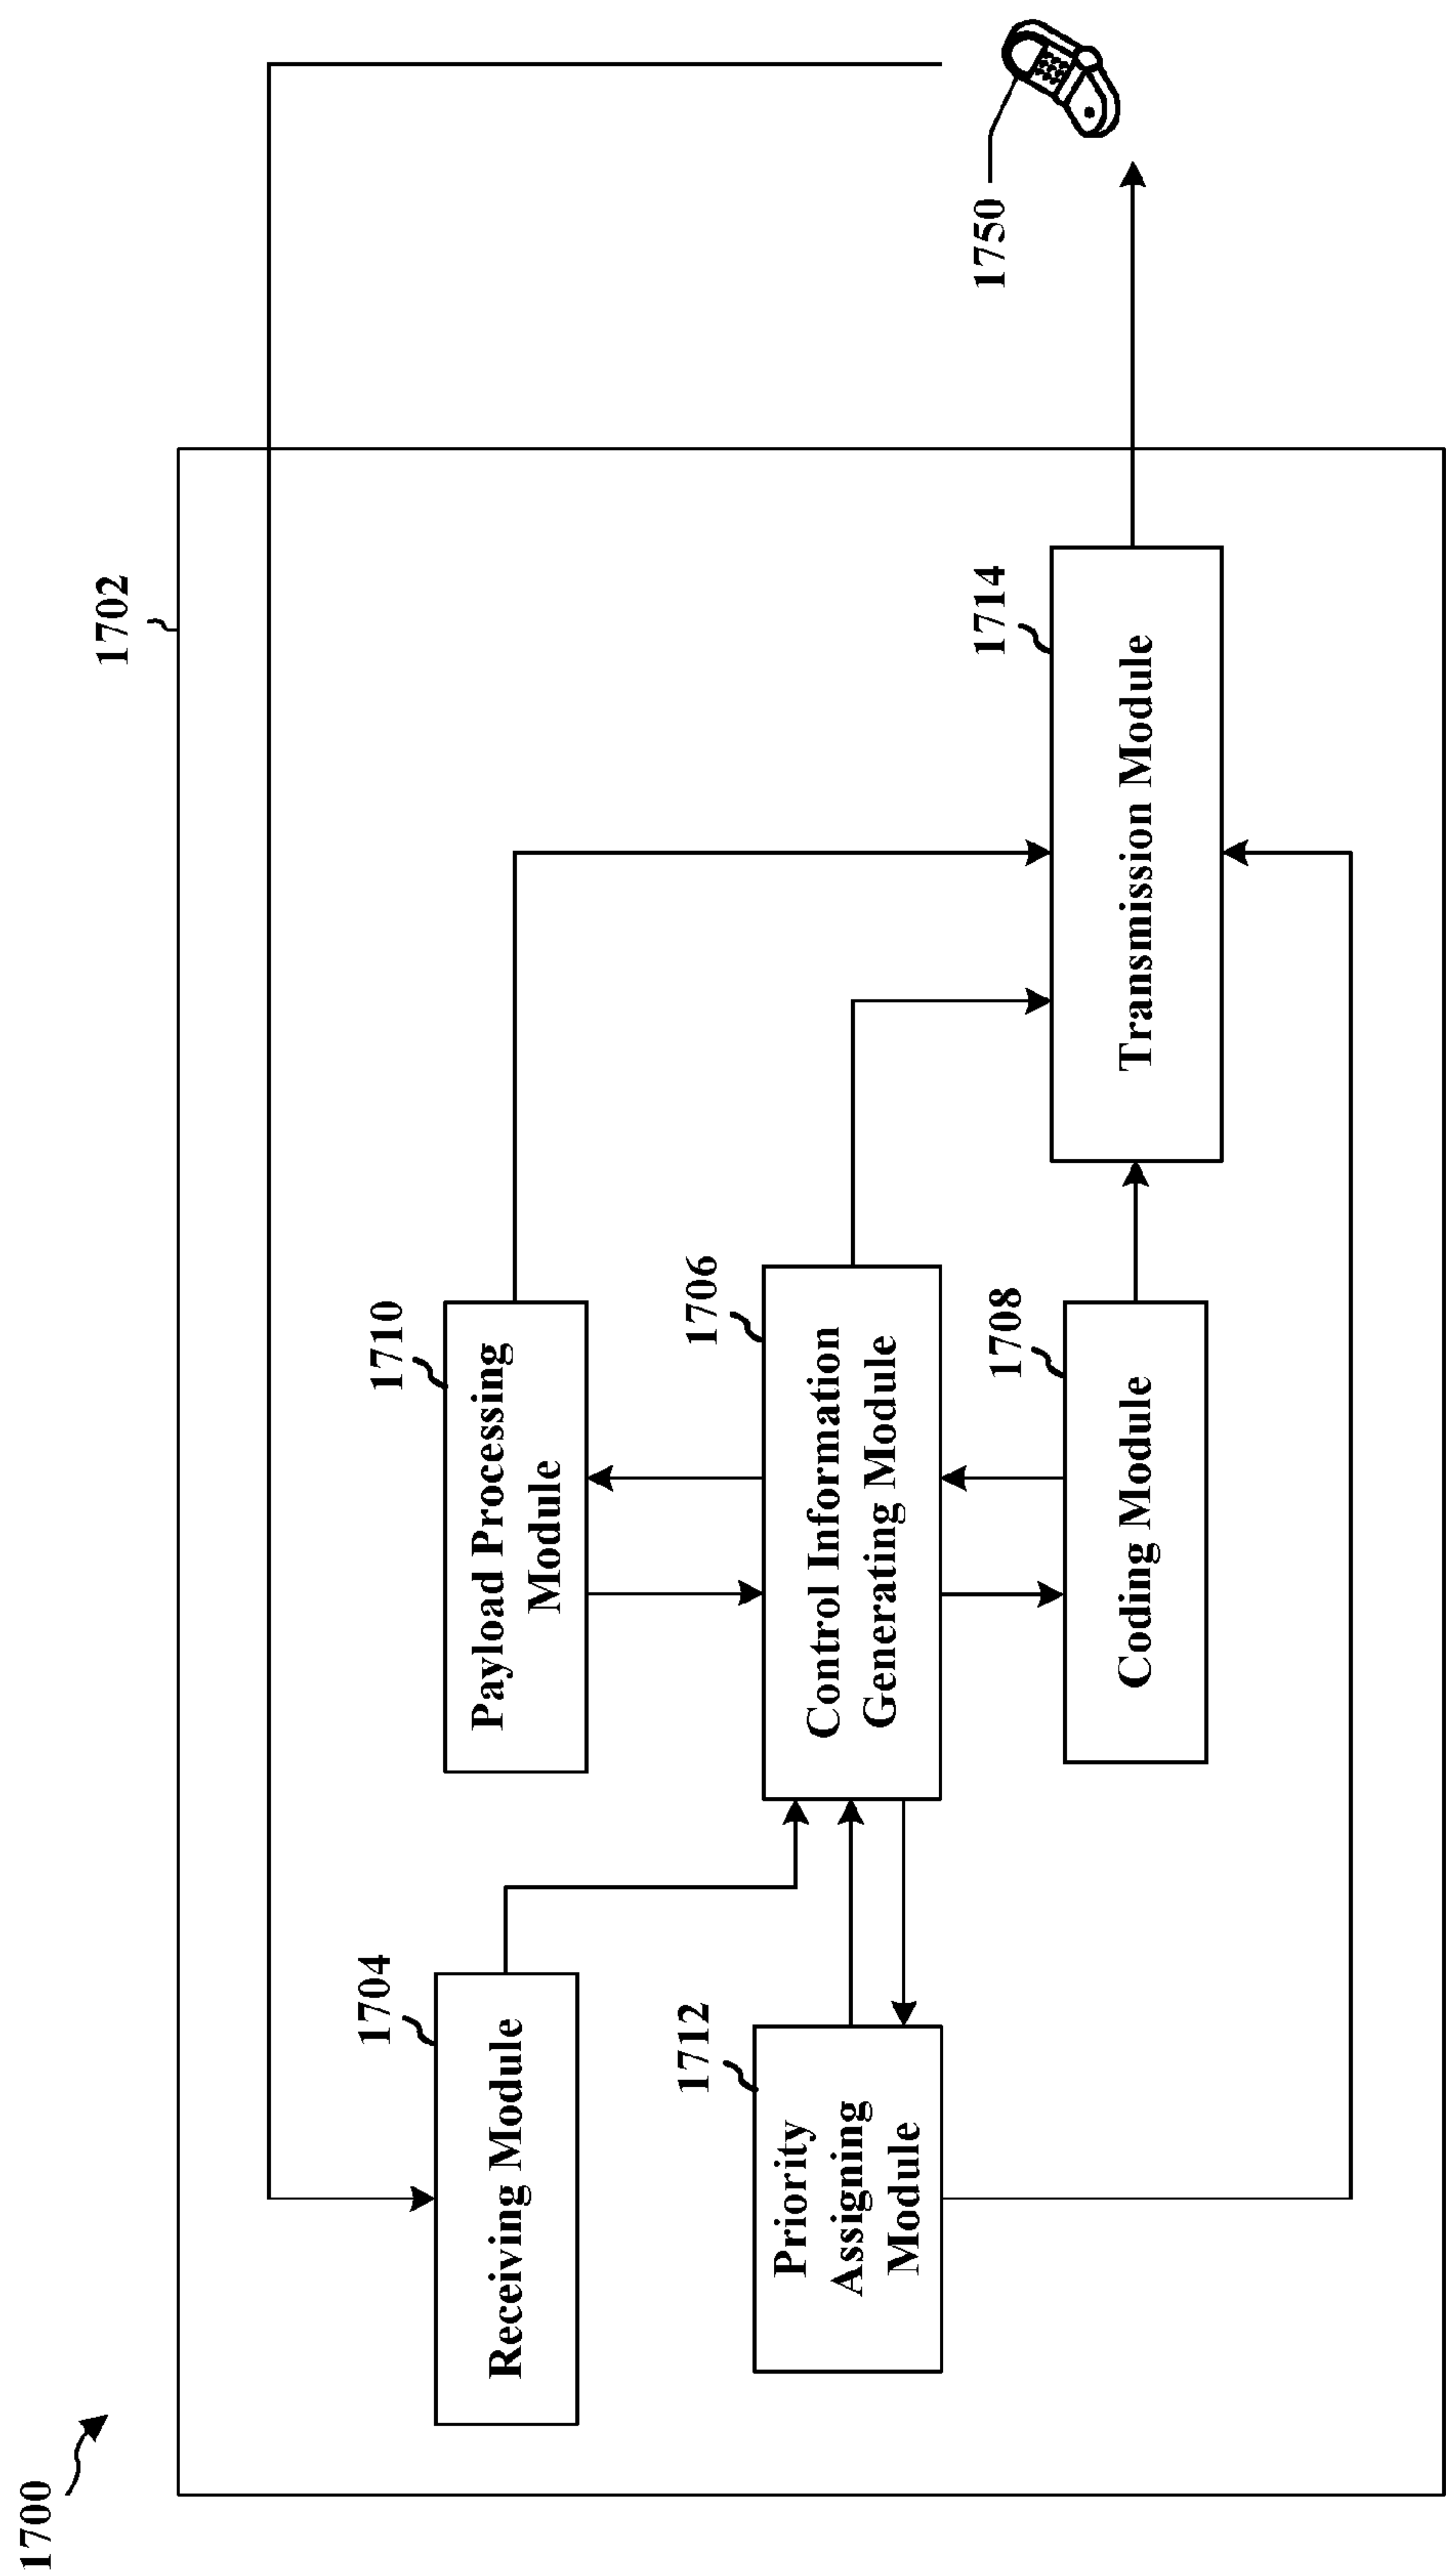 1700
1702
1704
Receiving Module
1710
Payload Processing
Module
1712
Priority
Assigning
Module
1706
Control Information
Generating Module
1708
Coding Module
1714
Transmission Module
1750